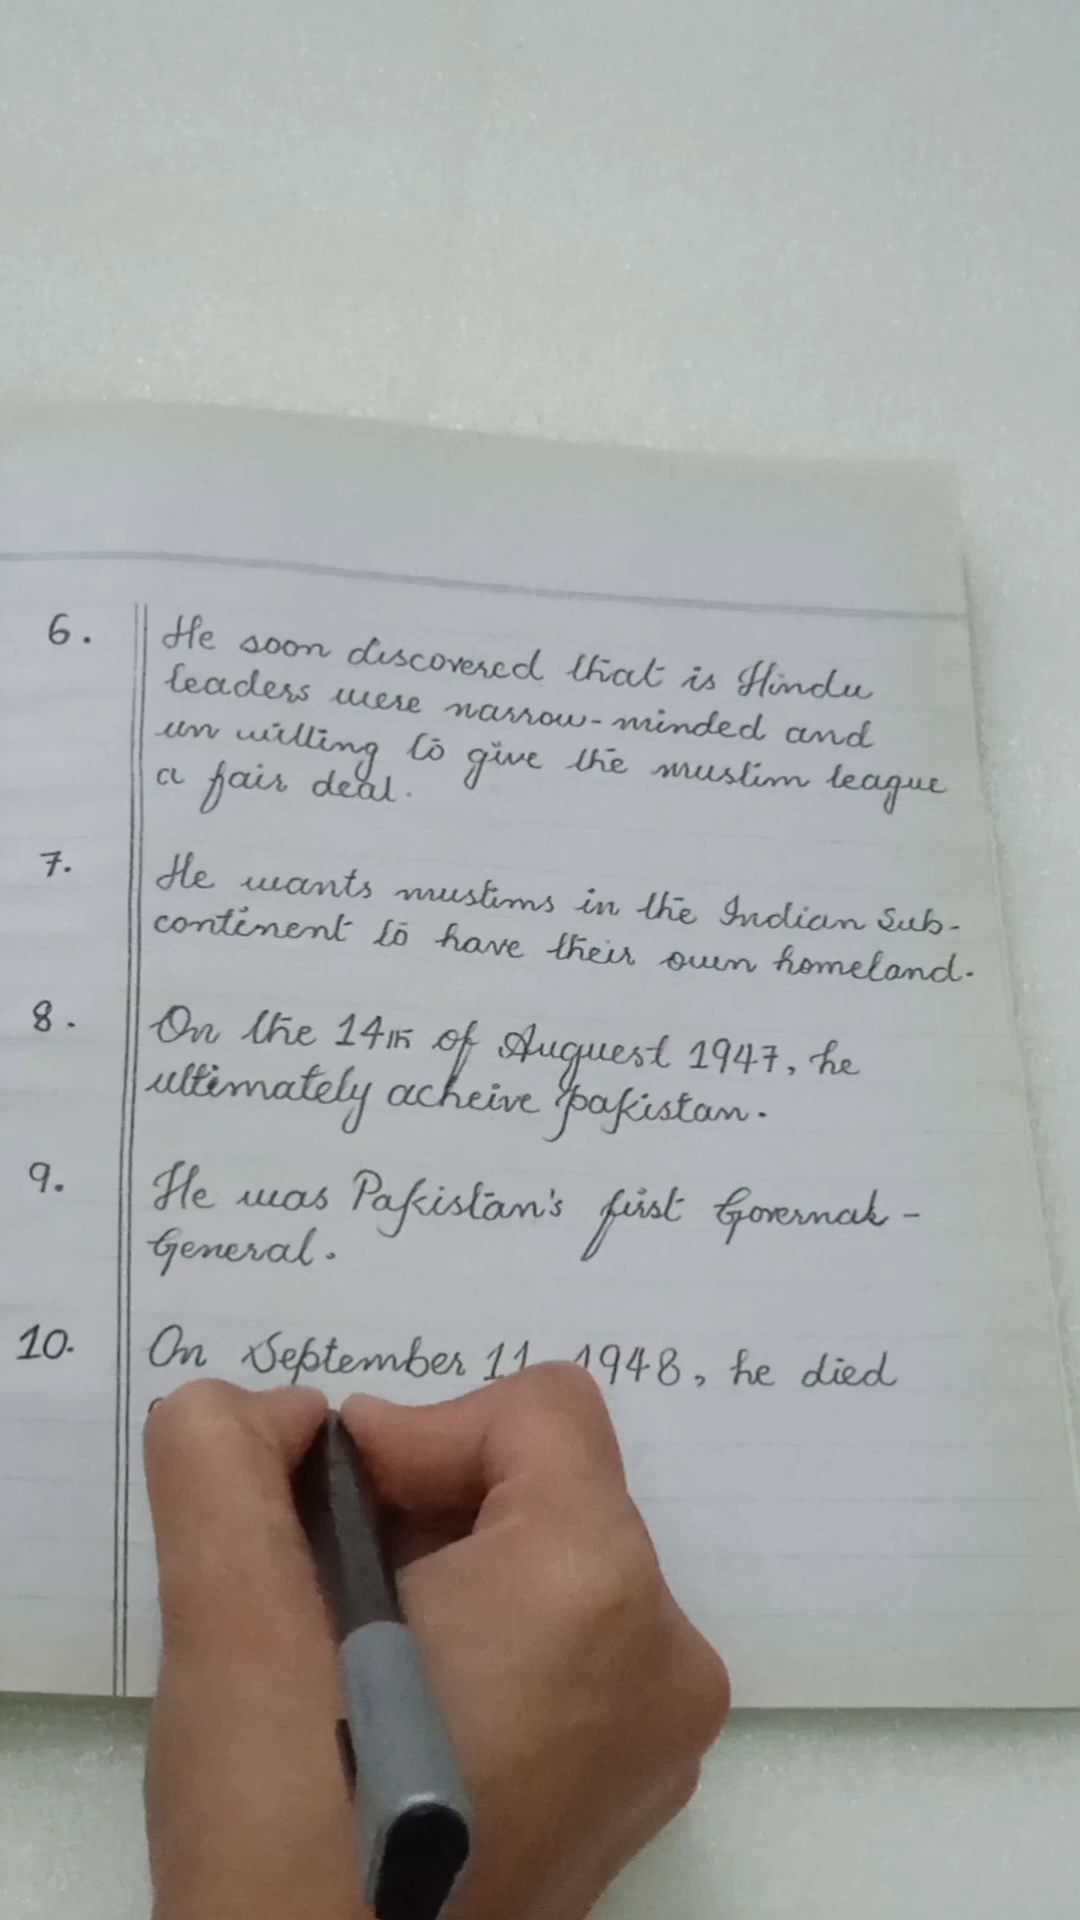 6. He soon discovered that is Hindu
leaders were narrow-minded and
un willing to give the muslim league
a fair deal.
7. He wants muslims in the Indian Sub-
continent to have their own homeland.
8. On the 14th of Auguest 1947, he
ultimately acheive pakistan.
9. He was Pakistan's first Governak-
General.
10. On September 11, 1948, he died